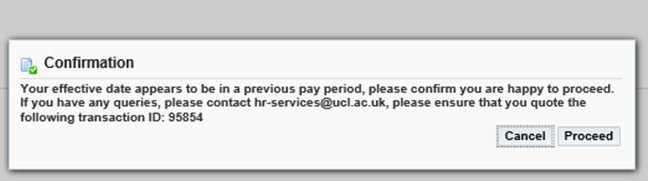 Confirmation
Your effective date appears to be in a previous pay period, please confirm you are happy to proceed.
If you have any queries, please contact hr-services@ucl.ac.uk, please ensure that you quote the
following transaction ID: 95854
Cancel Proceed